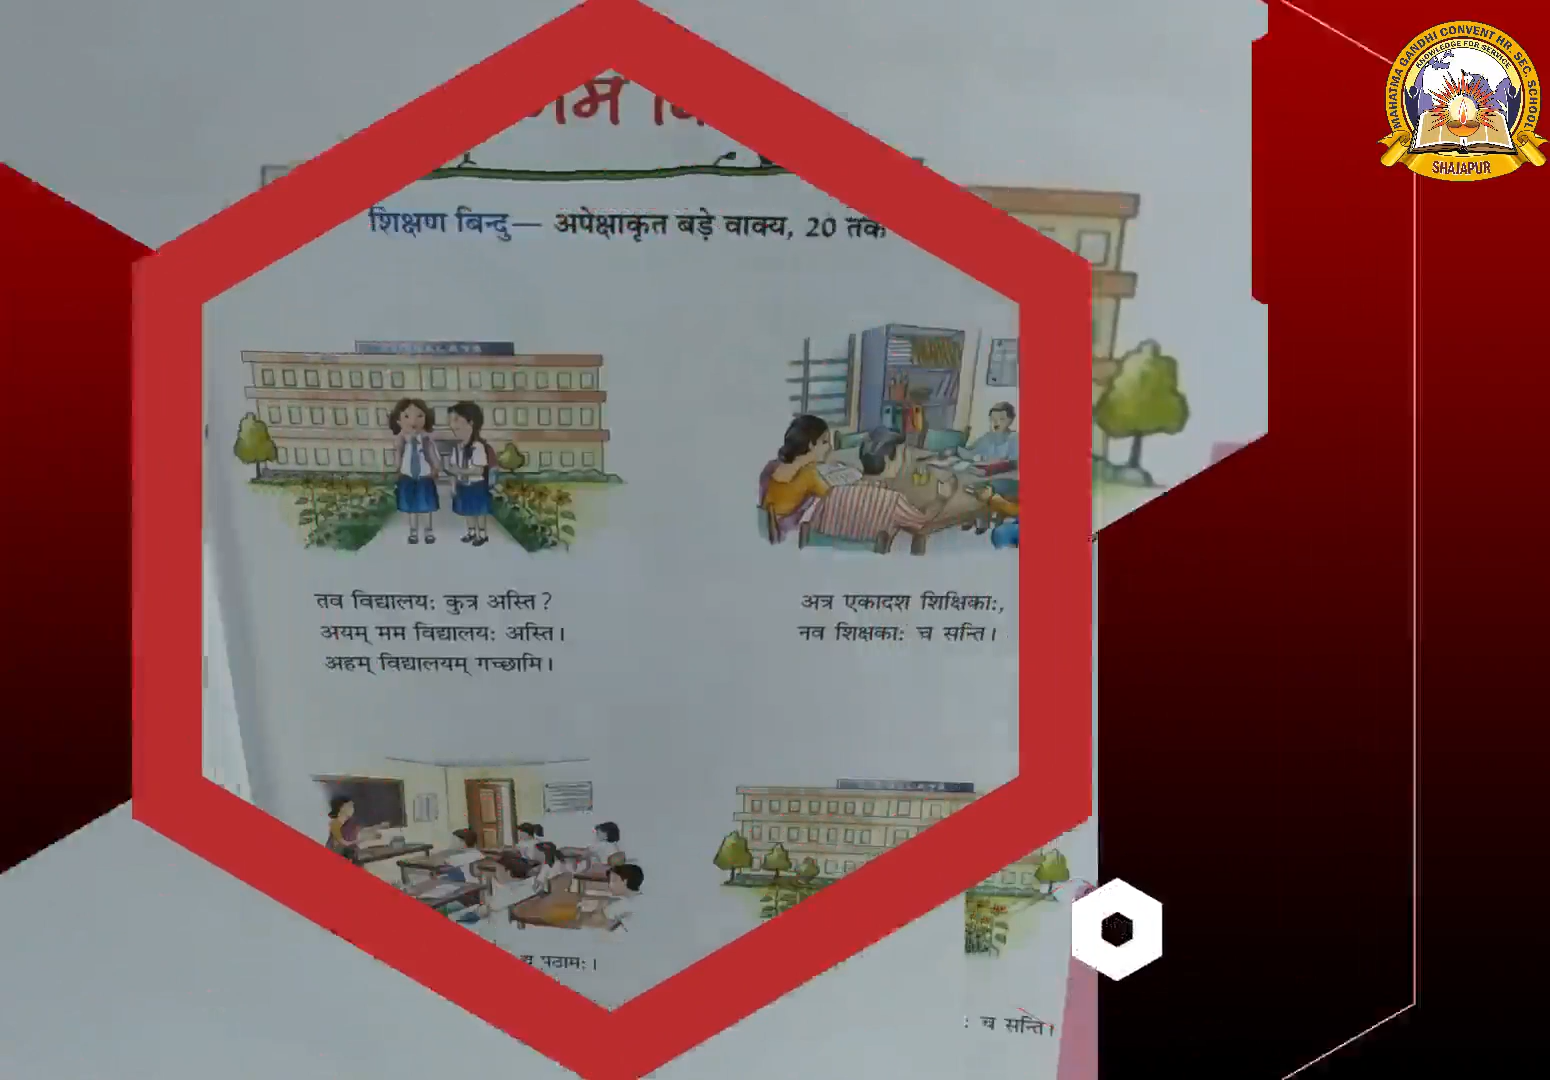 शिक्षण बिन्दु— अपेक्षाकृत बड़े वाक्य, 20 तक
तव विद्यालयः कुत्र अस्ति?
अयम् मम विद्यालयः अस्ति।
अहम् विद्यालयम् गच्छामि।
अत्र एकादश शिक्षिकाः,
नव शिक्षकाः च सन्ति।
पठामः।
च सन्ति।
MAHATMA GANDHI CONVENT HR. SEC. SCHOOL
KNOWLEDGE FOR SERVICE
SHAJAPUR